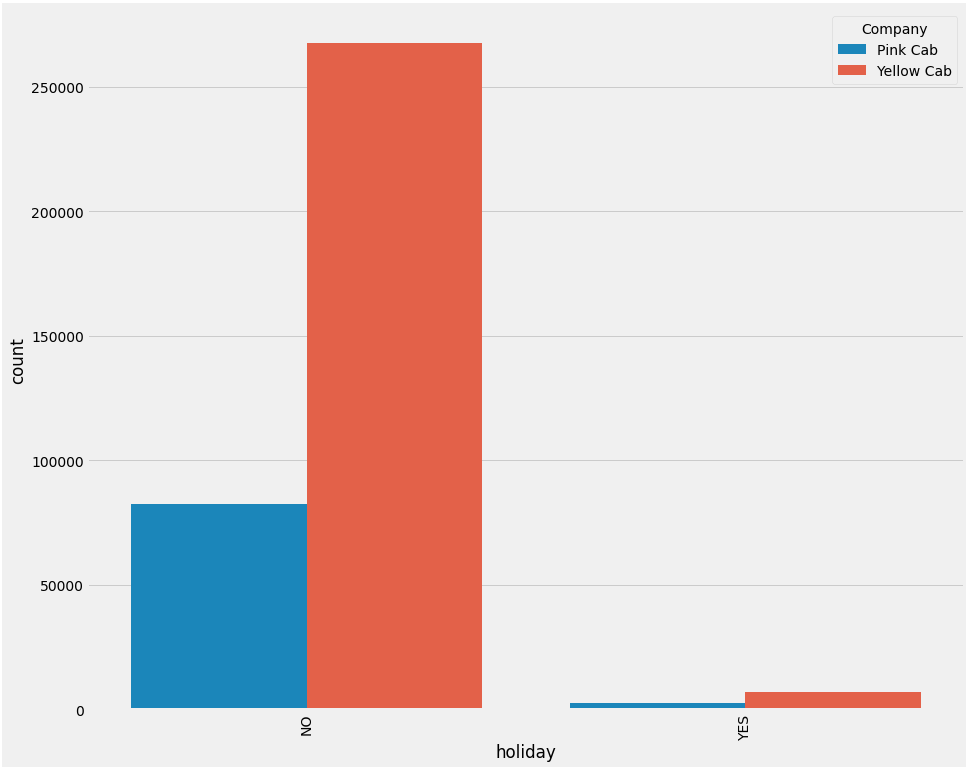 Company
Pink Cab
Yellow Cab
250000
200000
150000
100000
50000
0
count
NO
YES
holiday